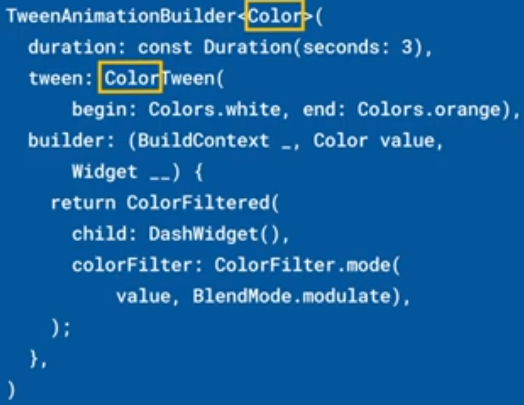 TweenAnimationBuilder<Color>(
  duration: const Duration(seconds: 3),
  tween: ColorTween(
      begin: Colors.white, end: Colors.orange),
  builder: (BuildContext _, Color value,
      Widget __) {
    return ColorFiltered(
      child: DashWidget(),
      colorFilter: ColorFilter.mode(
          value, BlendMode.modulate),
    );
  },
)